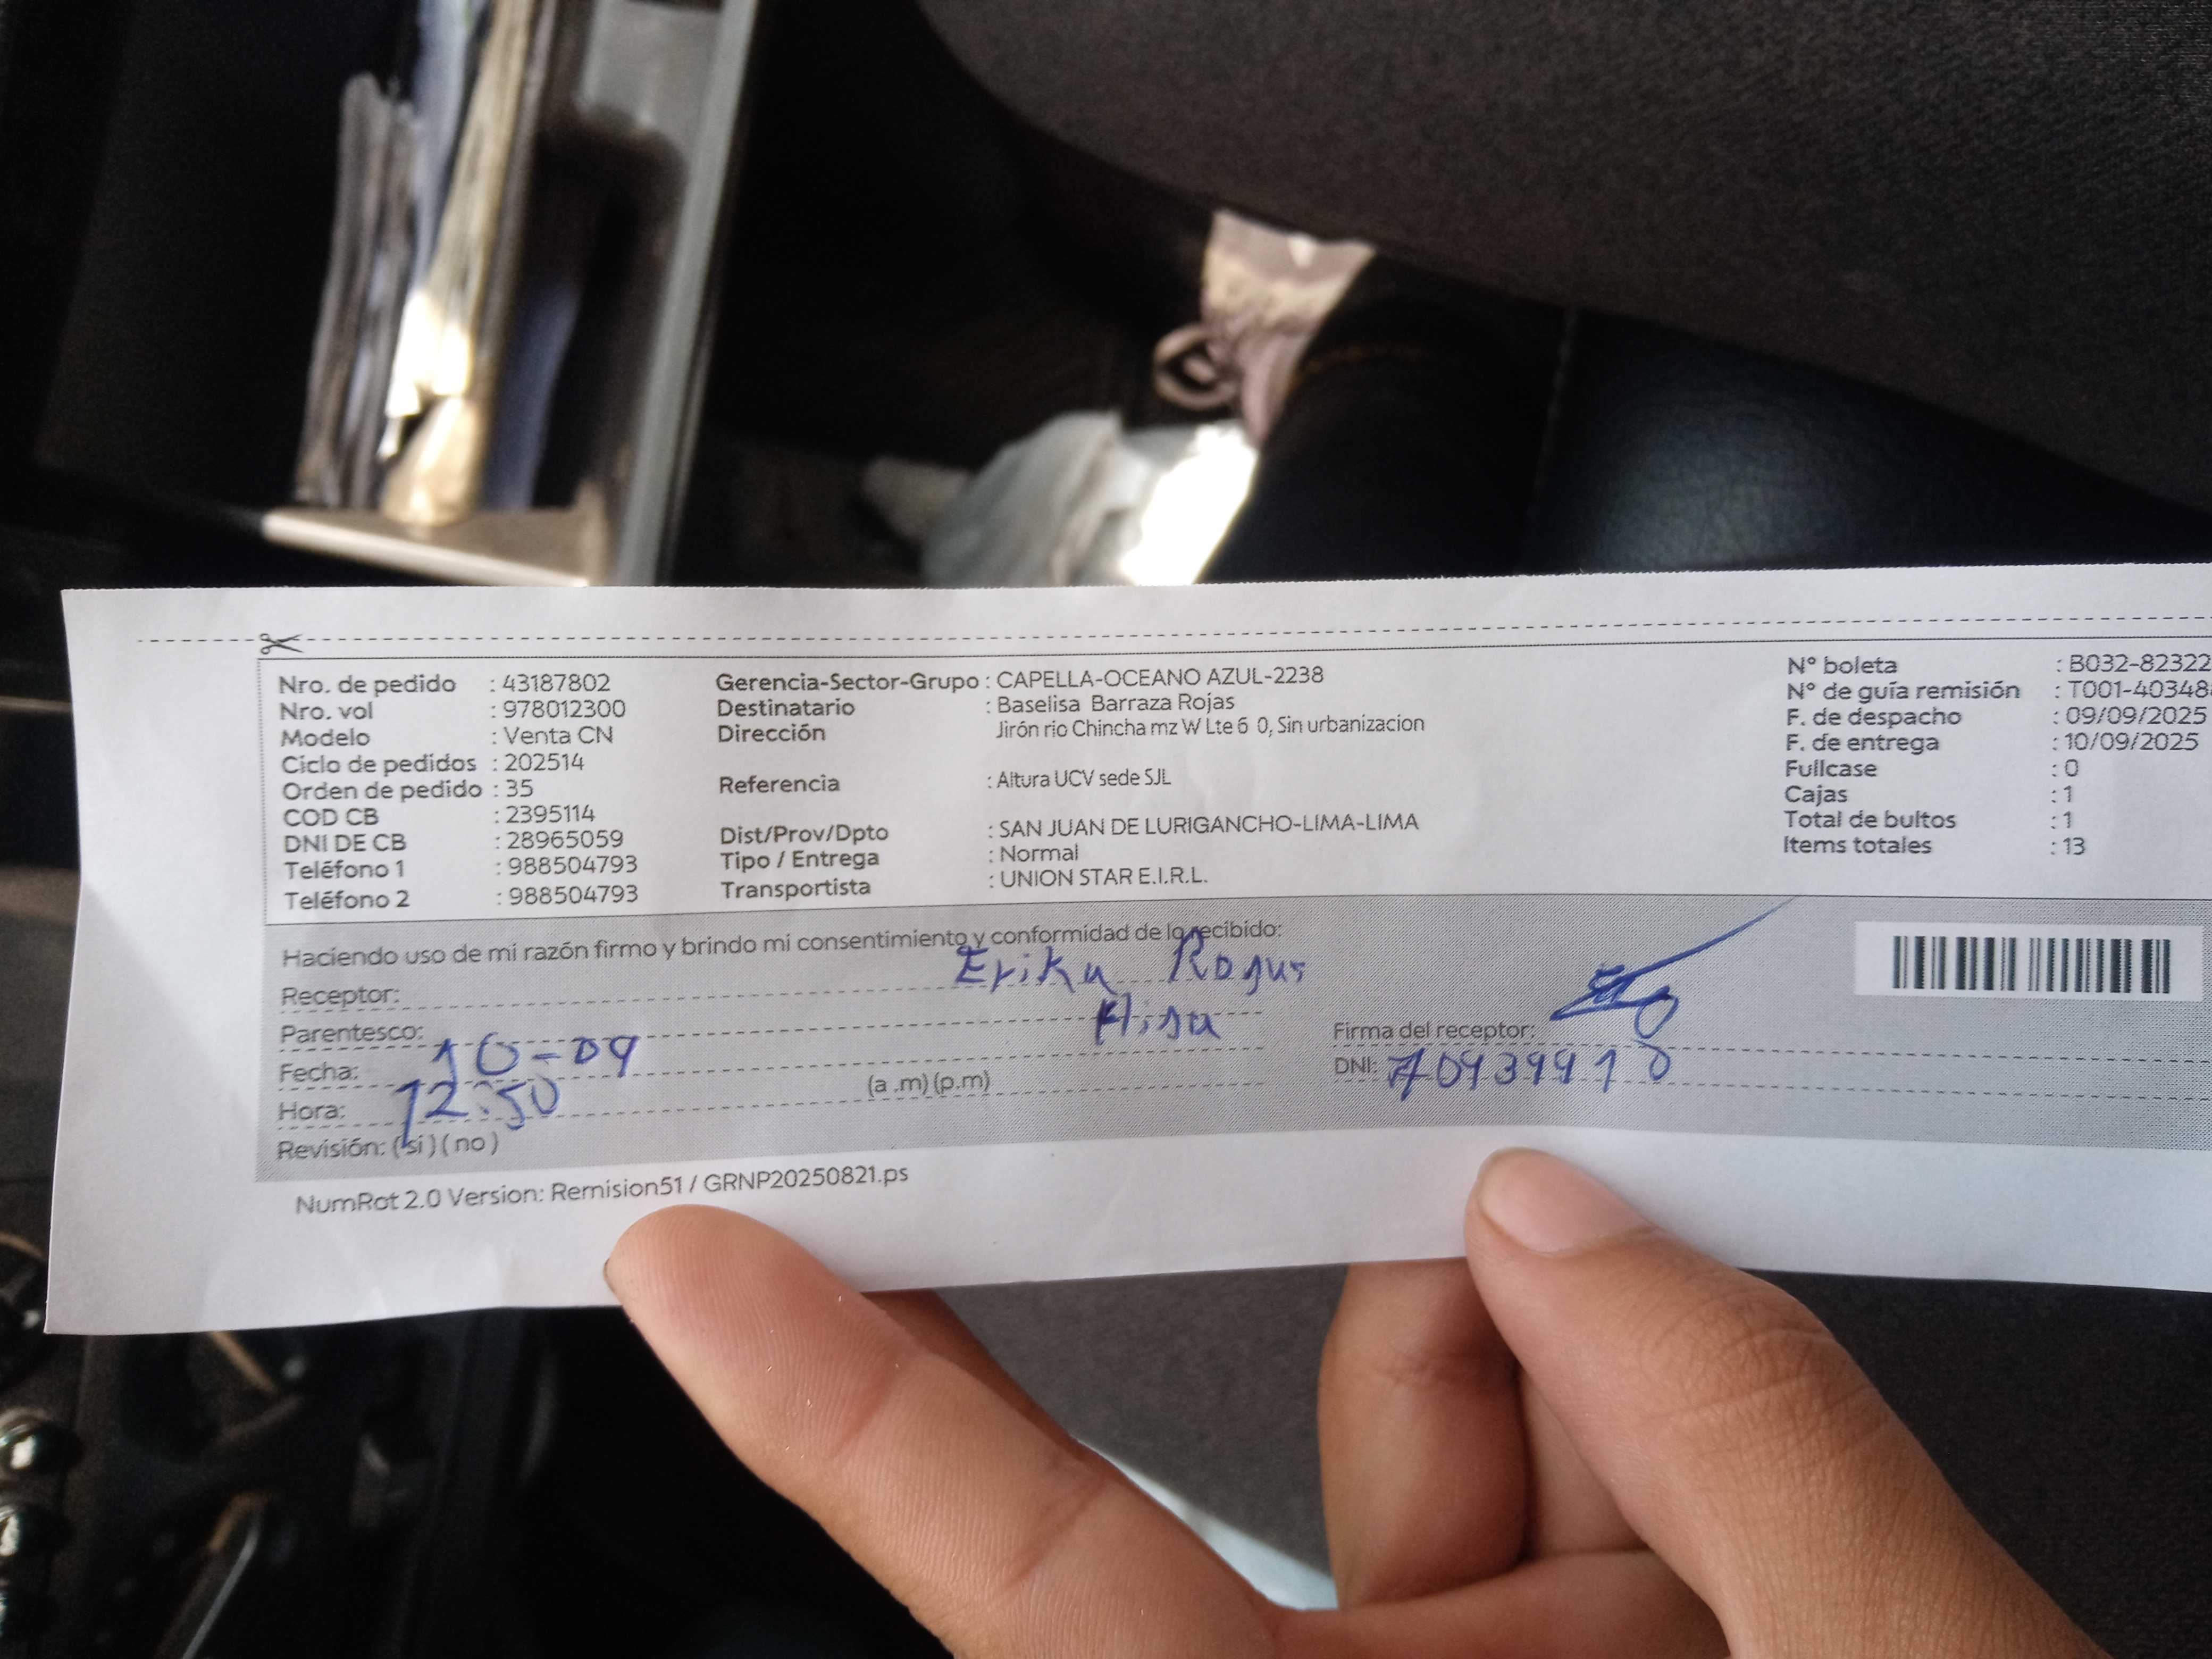 Nro. de pedido : 43187802
Nro. vol : 978012300
Modelo : Venta CN
Ciclo de pedidos : 202514
Orden de pedido : 35
COD CB : 2395114
DNI DE CB : 28965059
Teléfono 1 : 988504793
Teléfono 2 : 988504793
Gerencia-Sector-Grupo : CAPELLA-OCEANO AZUL-2238
Destinatario : Baselisa Barraza Rojas
Dirección Jirón rio Chincha mz W Lte 6 0, Sin urbanizacion
Referencia : Altura UCV sede SJL
Dist/Prov/Dpto : SAN JUAN DE LURIGANCHO-LIMA-LIMA
Tipo / Entrega : Normal
Transportista : UNION STAR E.I.R.L.
N° boleta : B032-82322
N° de guía remisión : T001-40348
F. de despacho : 09/09/2025
F. de entrega : 10/09/2025
Fullcase : 0
Cajas : 1
Total de bultos : 1
Items totales : 13
Haciendo uso de mi razón firmo y brindo mi consentimiento y conformidad de lo recibido:
Receptor: Erika Rojas
Parentesco: Hija
Fecha: 10-09
Hora: 12:50 (a .m) (p.m)
Revisión: (si) (no)
Firma del receptor:
DNI:
NumRot 2.0 Version: Remision51 / GRNP20250821.ps